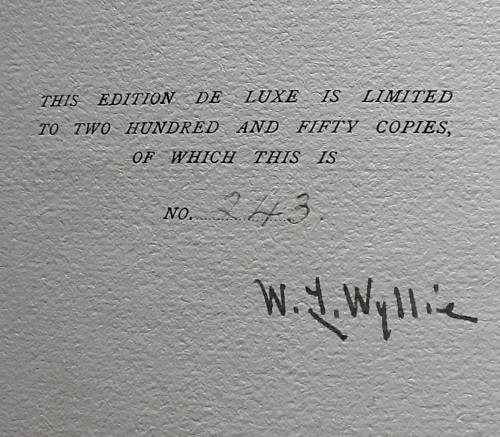 THIS EDITION DE LUXE IS LIMITED
TO TWO HUNDRED AND FIFTY COPIES,
OF WHICH THIS IS
NO. 243.
W. L. Wyllie